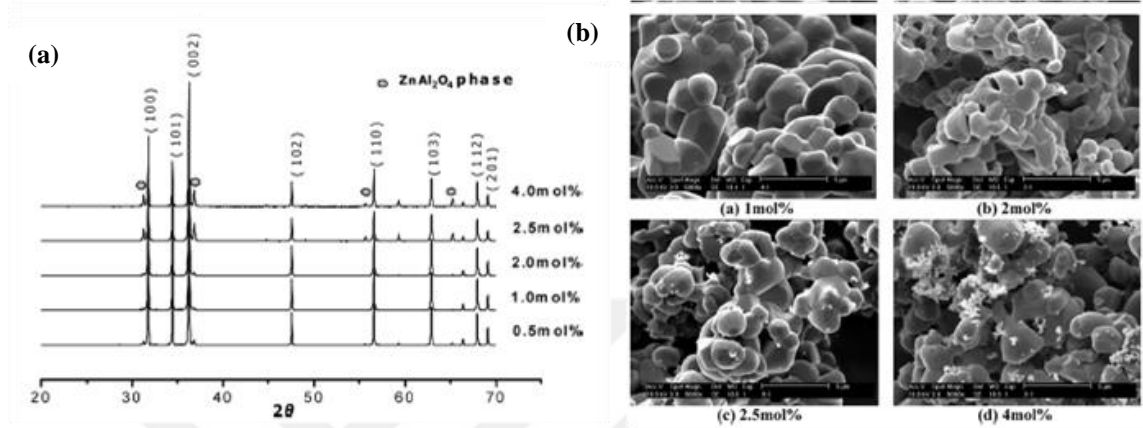 (a)
(b)
ZnAl2O4 phase
(100)
(101)
(002)
(102)
(110)
(103)
(112)
(201)
4.0mol%
2.5mol%
2.0mol%
1.0mol%
0.5mol%
20 30 40 50 60 70
2θ
(a) 1mol%
(b) 2mol%
(c) 2.5mol%
(d) 4mol%